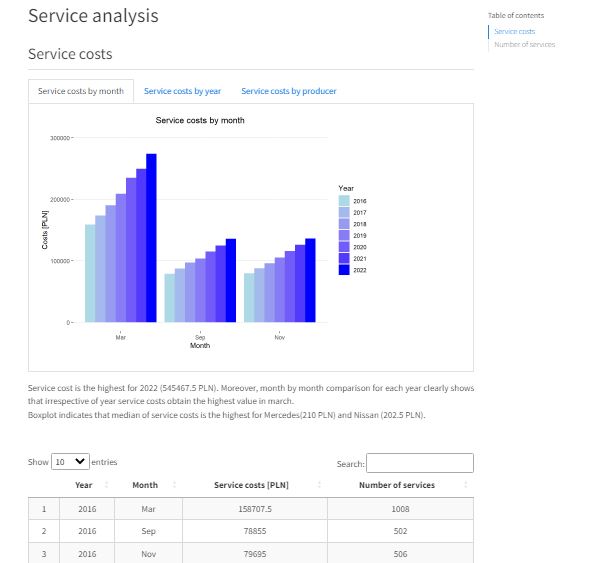 Service analysis
Table of contents
Service costs
Number of services
Service costs
Service costs by month Service costs by year Service costs by producer
Service costs by month
300000
200000
100000
0
Costs [PLN]
Mar Sep Nov
Month
Year
2016
2017
2018
2019
2020
2021
2022
Service cost is the highest for 2022 (545467.5 PLN). Moreover, month by month comparison for each year clearly shows
that irrespective of year service costs obtain the highest value in march.
Boxplot indicates that median of service costs is the highest for Mercedes(210 PLN) and Nissan (202.5 PLN).
Show 10 entries Search:
Year Month Service costs [PLN] Number of services
1 2016 Mar 158707.5 1008
2 2016 Sep 78855 502
3 2016 Nov 79695 506